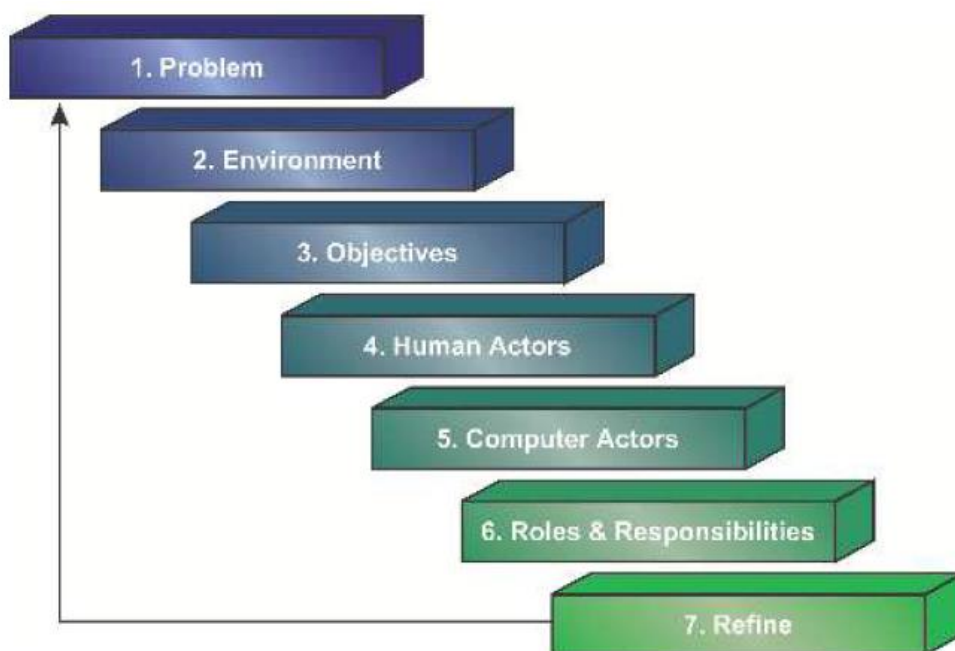 1. Problem
2. Environment
3. Objectives
4. Human Actors
5. Computer Actors
6. Roles & Responsibilities
7. Refine